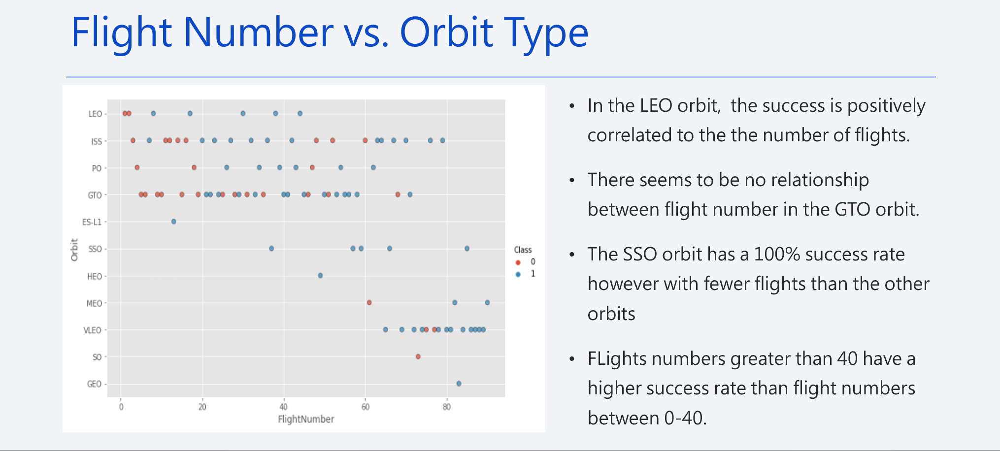 Flight Number vs. Orbit Type
LEO
ISS
PO
GTO
ES-L1
SSO
HEO
MEO
VLEO
SO
GEO
Orbit
0
20
40
60
80
FlightNumber
Class
0
1
• In the LEO orbit,  the success is positively
correlated to the the number of flights.
• There seems to be no relationship
between flight number in the GTO orbit.
• The SSO orbit has a 100% success rate
however with fewer flights than the other
orbits
• FLights numbers greater than 40 have a
higher success rate than flight numbers
between 0-40.